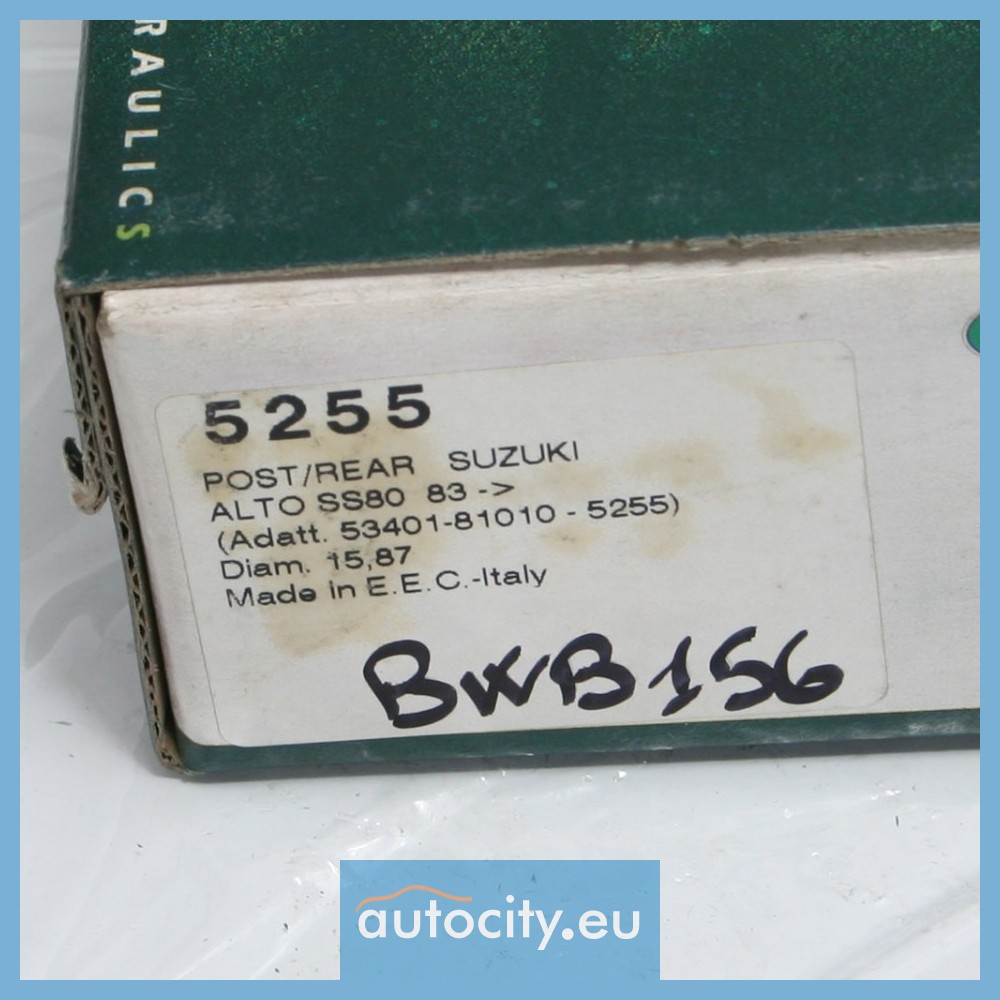 RAULICS
5255
POST/REAR SUZUKI
ALTO SS80 83 ->
(Adatt. 53401-81010 - 5255)
Diam. 15,87
Made in E.E.C.-Italy
BWB156
autocity.eu